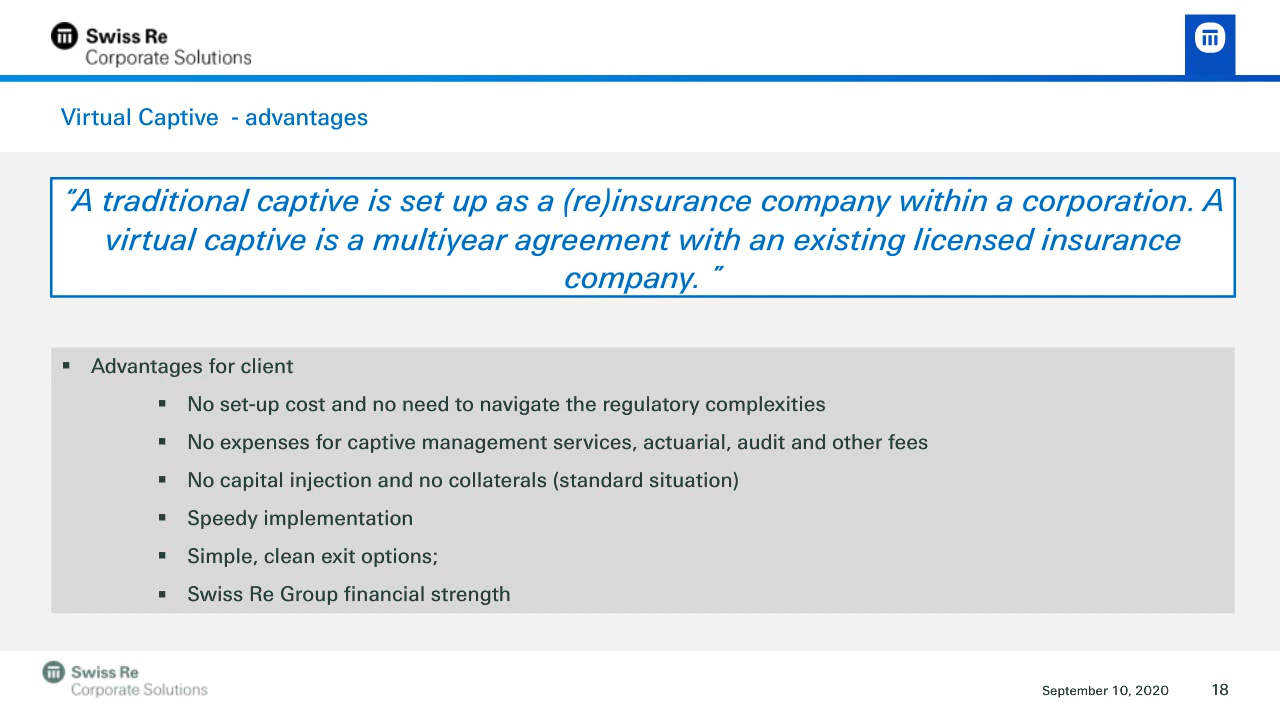 Swiss Re
Corporate Solutions
Virtual Captive - advantages
“A traditional captive is set up as a (re)insurance company within a corporation. A
virtual captive is a multiyear agreement with an existing licensed insurance
company. ”
▪ Advantages for client
▪ No set-up cost and no need to navigate the regulatory complexities
▪ No expenses for captive management services, actuarial, audit and other fees
▪ No capital injection and no collaterals (standard situation)
▪ Speedy implementation
▪ Simple, clean exit options;
▪ Swiss Re Group financial strength
Swiss Re
Corporate Solutions
September 10, 2020 18